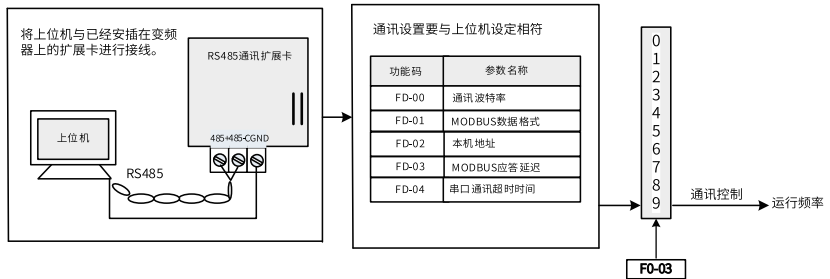 将上位机与已经安插在变频
器上的扩展卡进行接线。
RS485通讯扩展卡
485+485-CGND
上位机
RS485
通讯设置要与上位机设定相符
功能码 参数名称
FD-00 通讯波特率
FD-01 MODBUS数据格式
FD-02 本机地址
FD-03 MODBUS应答延迟
FD-04 串口通讯超时时间
0
1
2
3
4
5
6
7
8
9
通讯控制
运行频率
F0-03